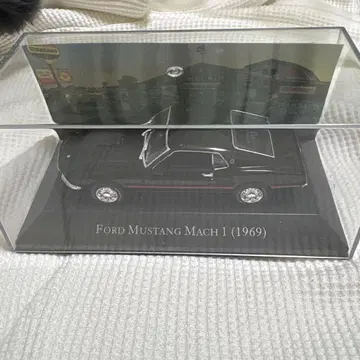 FORD MUSTANG MACH 1 (1969)